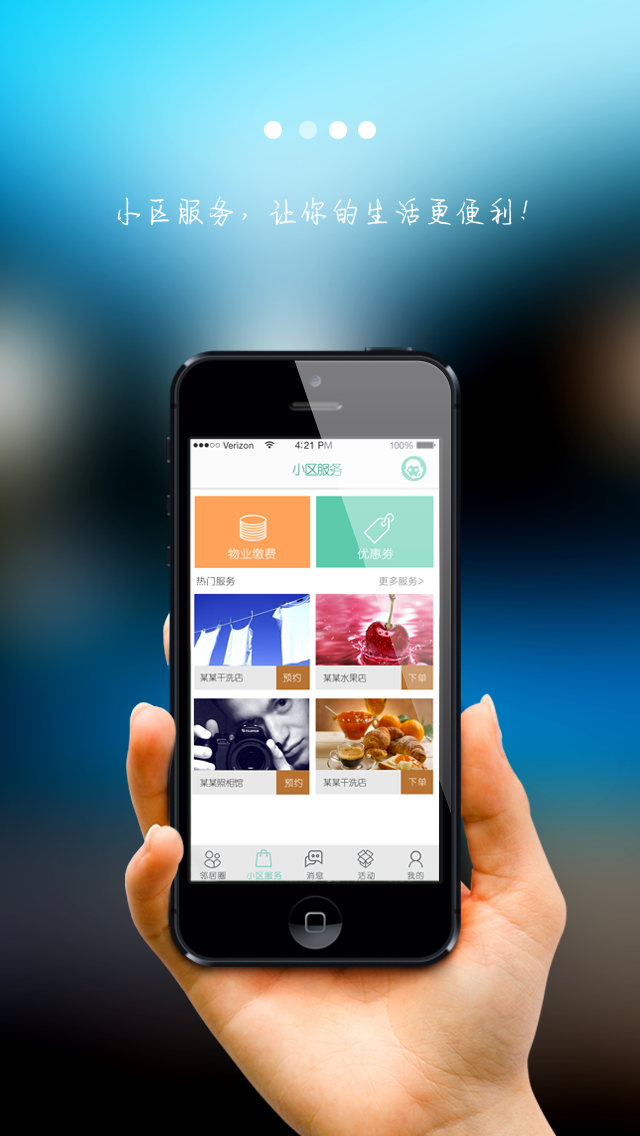 小区服务，让你的生活更便利！
Verizon 4:21 PM 100%
小区服务
物业缴费 优惠券
热门服务 更多服务>
某某干洗店 预约 某某水果店 下单
FUJIFILM
某某照相馆 预约 某某干洗店 下单
邻居圈 小区服务 消息 活动 我的